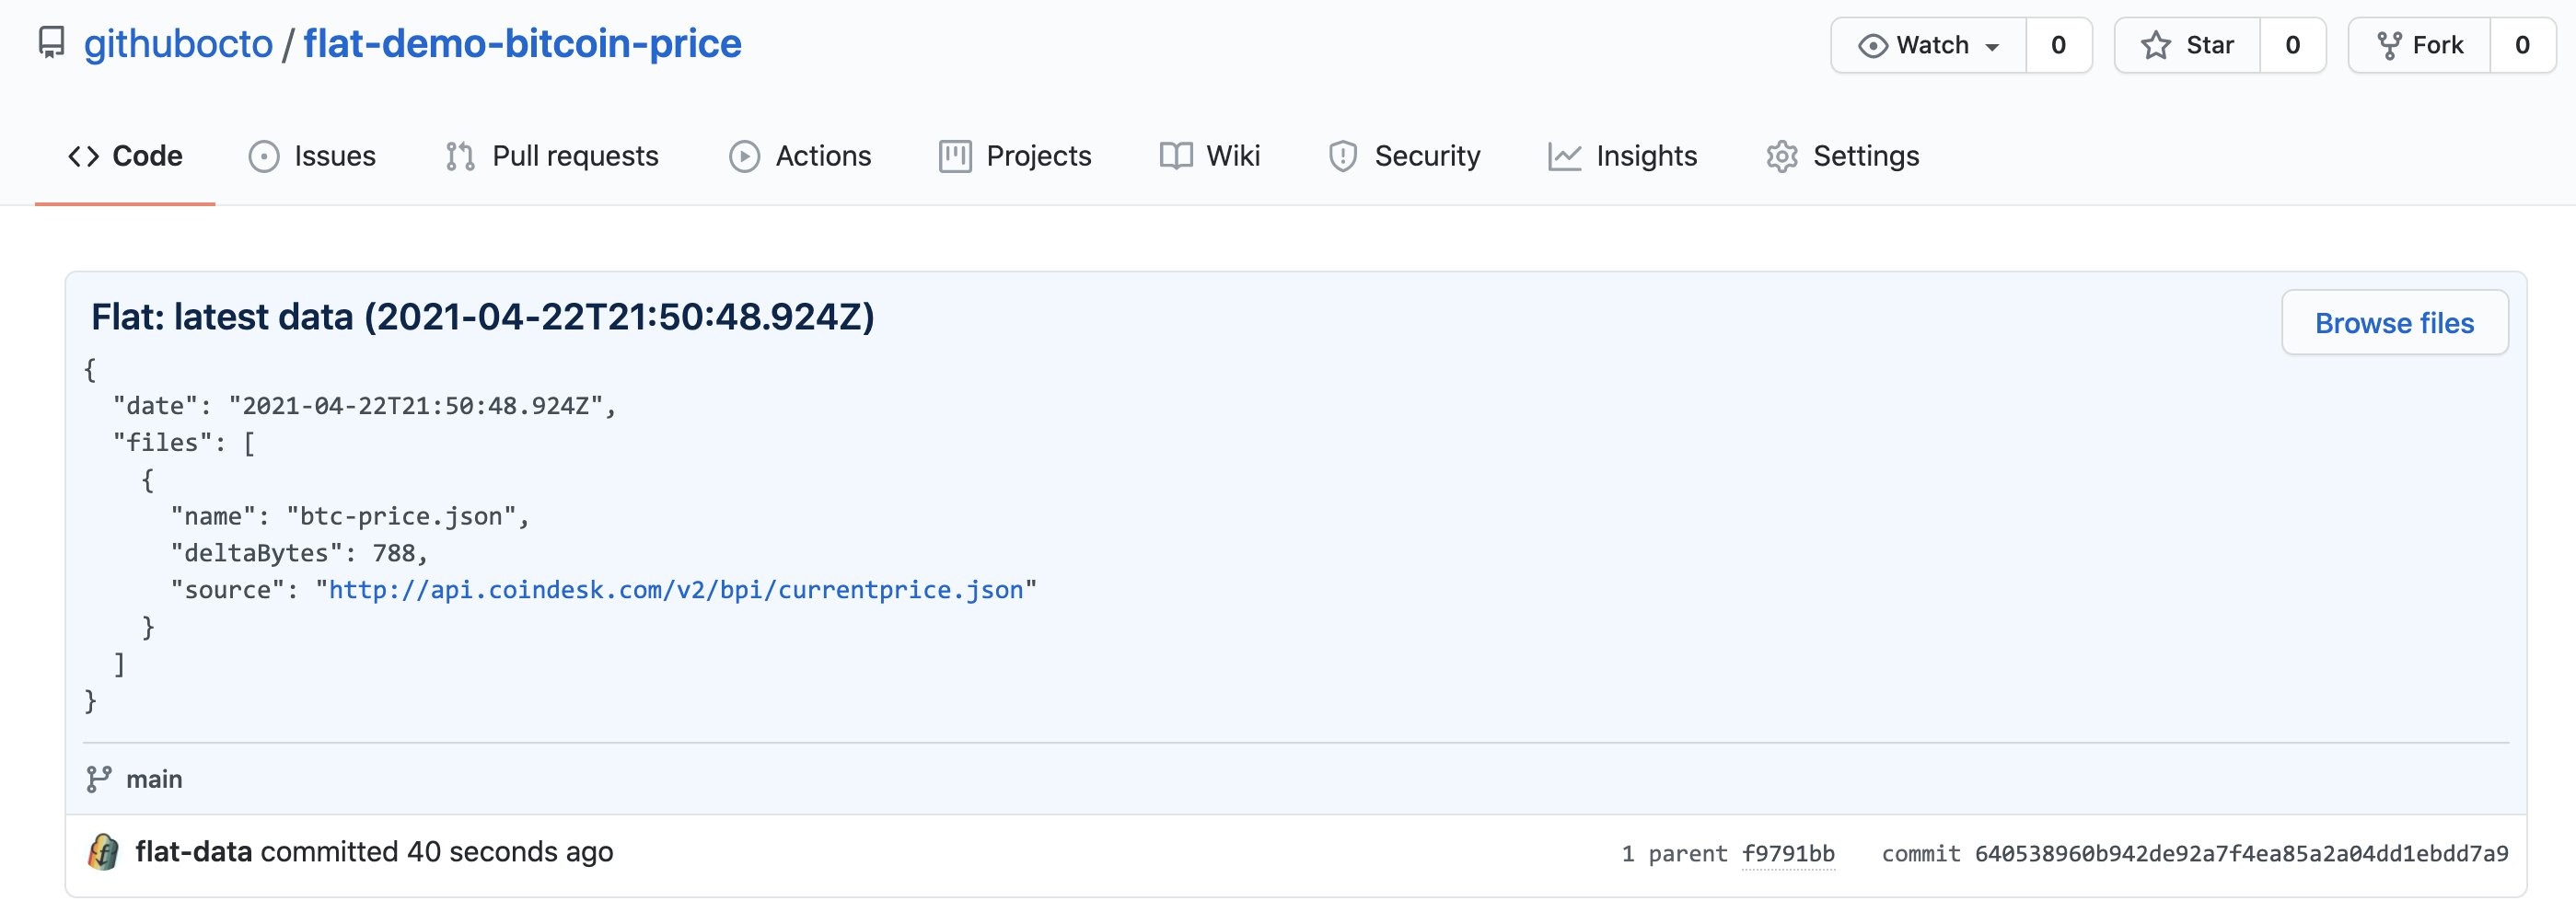 githubocto / flat-demo-bitcoin-price
Watch 0 Star 0 Fork 0
Code Issues Pull requests Actions Projects Wiki Security Insights Settings
Flat: latest data (2021-04-22T21:50:48.924Z)
Browse files
{
  "date": "2021-04-22T21:50:48.924Z",
  "files": [
    {
      "name": "btc-price.json",
      "deltaBytes": 788,
      "source": "http://api.coindesk.com/v2/bpi/currentprice.json"
    }
  ]
}
main
flat-data committed 40 seconds ago 1 parent f9791bb commit 640538960b942de92a7f4ea85a2a04dd1ebdd7a9